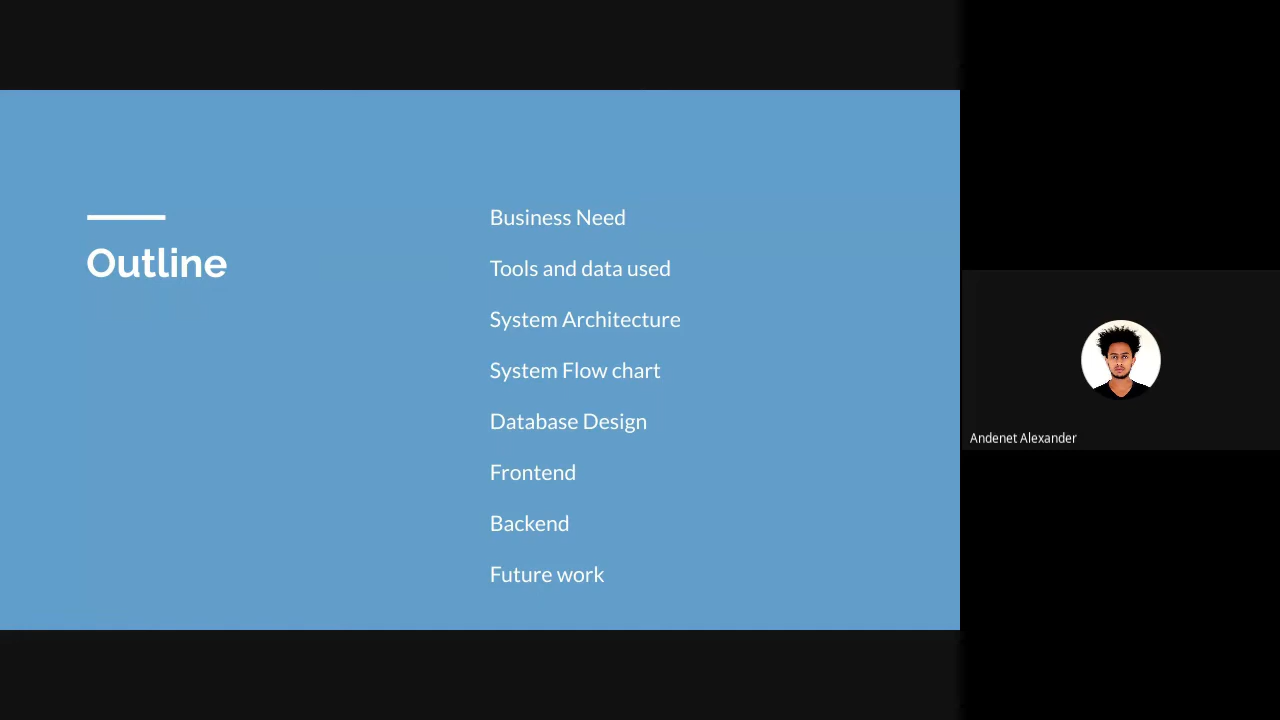 Outline
Business Need
Tools and data used
System Architecture
System Flow chart
Database Design
Frontend
Backend
Future work
Andenet Alexander